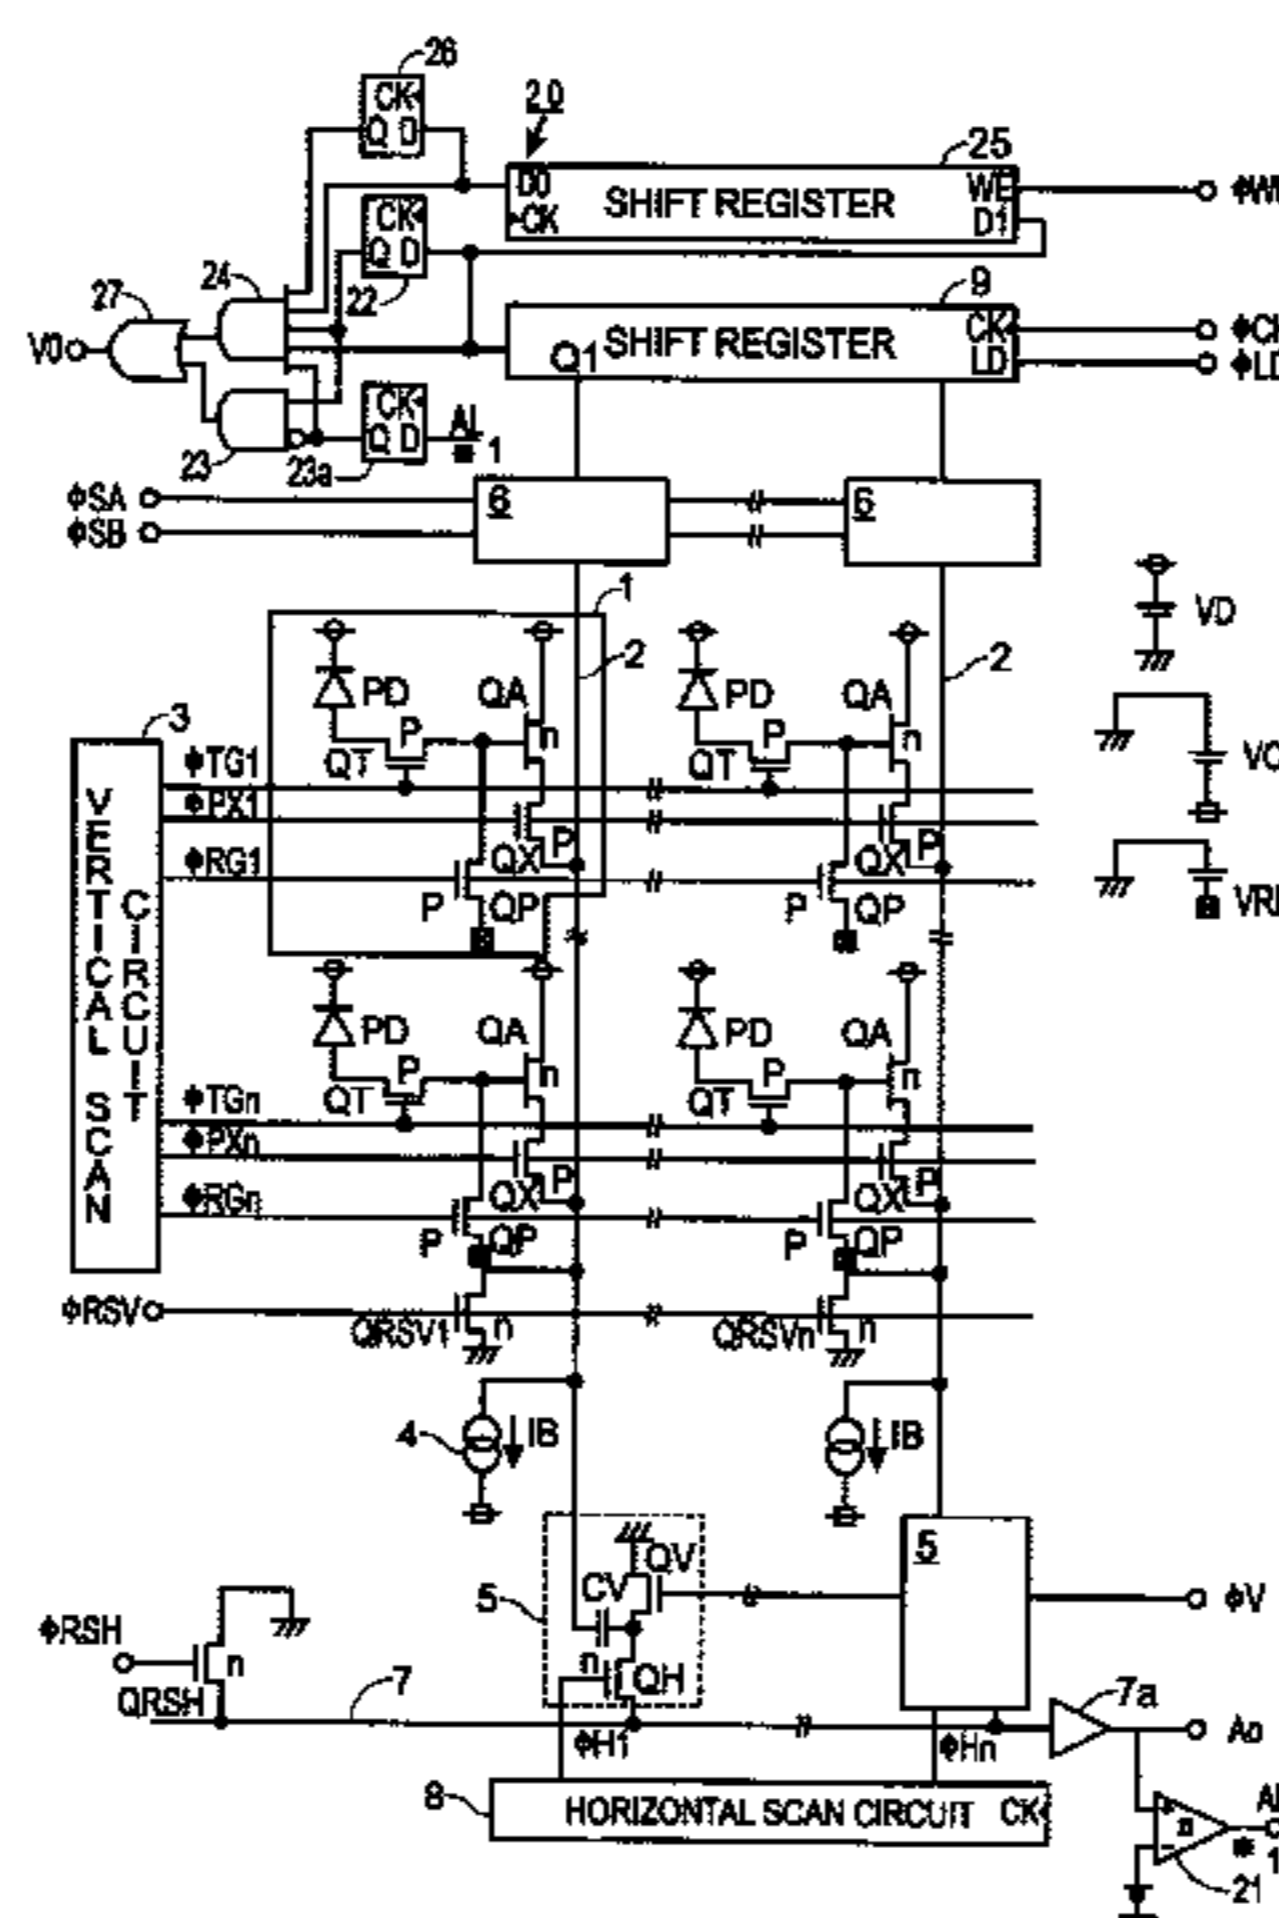 26
CK
Q D
20
25
D0
SHIFT REGISTER
WE
CK
D1
CK
Q D
22
24
27
9
Q1
SHIFT REGISTER
CK
LD
V0
CK
Q D
23
23a
1
ϕSA
ϕSB
6
6
1
VD
2
2
PD
QA
PD
QA
3
P
n
P
n
QT
QT
ϕTG1
ϕPX1
P
P
QX
QX
ϕRG1
P
QP
P
QP
VERTICAL SCAN
CIRCUIT
PD
QA
PD
QA
P
n
P
n
QT
QT
ϕTGn
ϕPXn
P
P
QX
QX
ϕRGn
P
QP
P
QP
ϕRSV
QRSV1
n
QRSVn
n
4
IB
IB
QV
5
CV
5
ϕV
ϕRSH
n
n
QH
QRSH
7
7a
ϕH1
ϕHn
Ao
8
HORIZONTAL SCAN CIRCUIT
CK
21